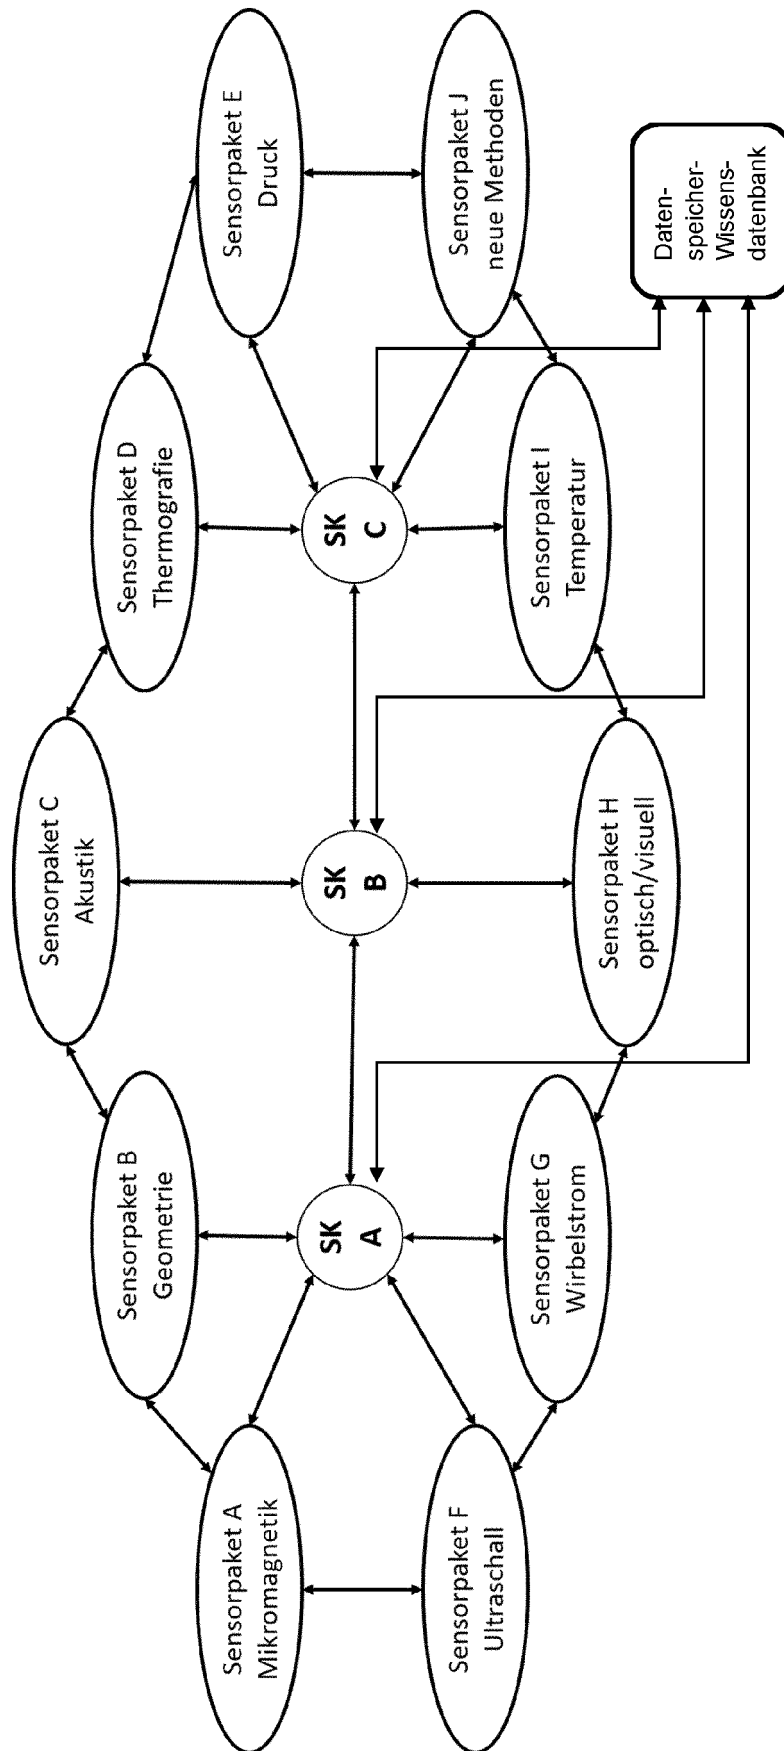 Sensorpaket A
Mikromagnetik
Sensorpaket B
Geometrie
Sensorpaket C
Akustik
Sensorpaket D
Thermografie
Sensorpaket E
Druck
SK
A
SK
B
SK
C
Sensorpaket F
Ultraschall
Sensorpaket G
Wirbelstrom
Sensorpaket H
optisch/visuell
Sensorpaket I
Temperatur
Sensorpaket J
neue Methoden
Daten-
speicher-
Wissens-
datenbank